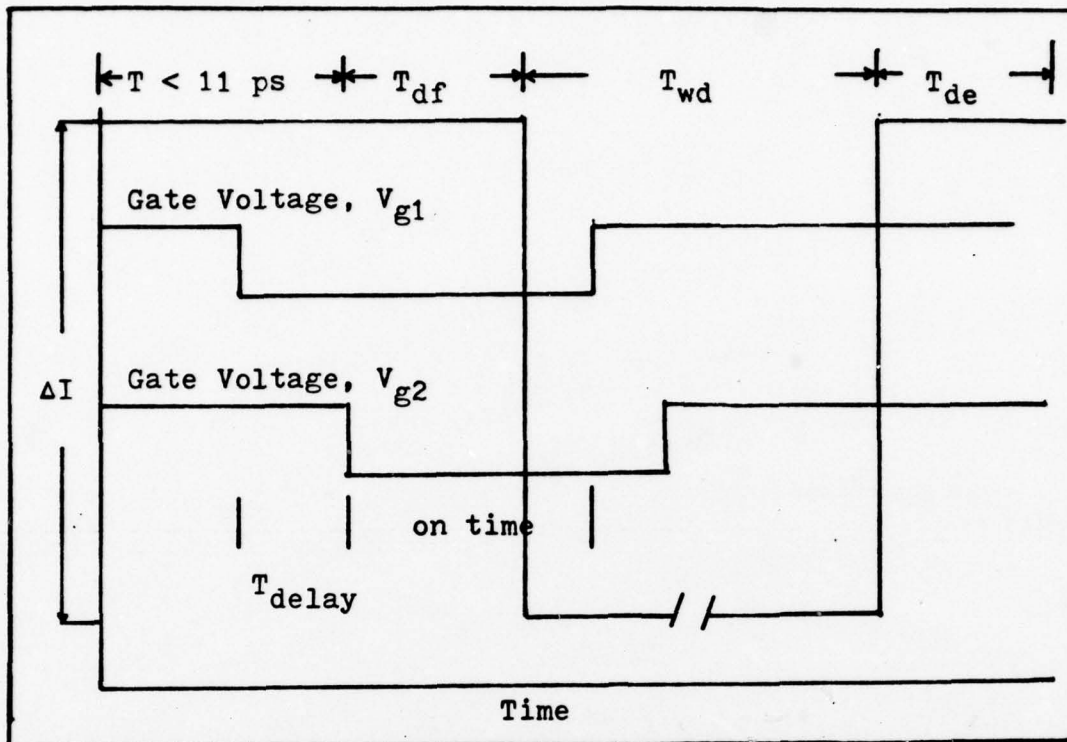 T < 11 ps
T_df
T_wd
T_de
Gate Voltage, V_g1
Gate Voltage, V_g2
ΔI
on time
T_delay
Time